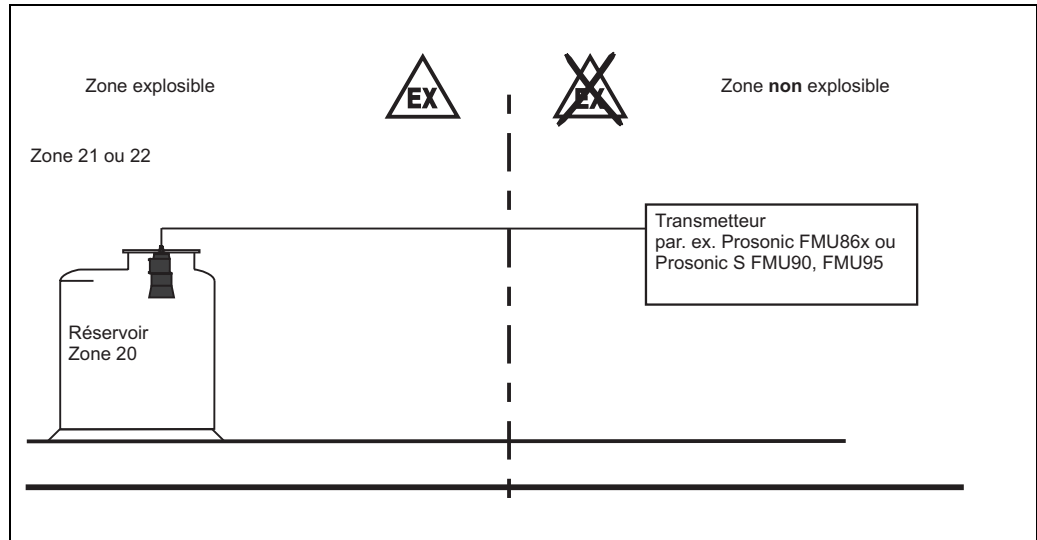 Zone explosible
EX
EX
Zone non explosible
Zone 21 ou 22
Transmetteur
par. ex. Prosonic FMU86x ou
Prosonic S FMU90, FMU95
Réservoir
Zone 20